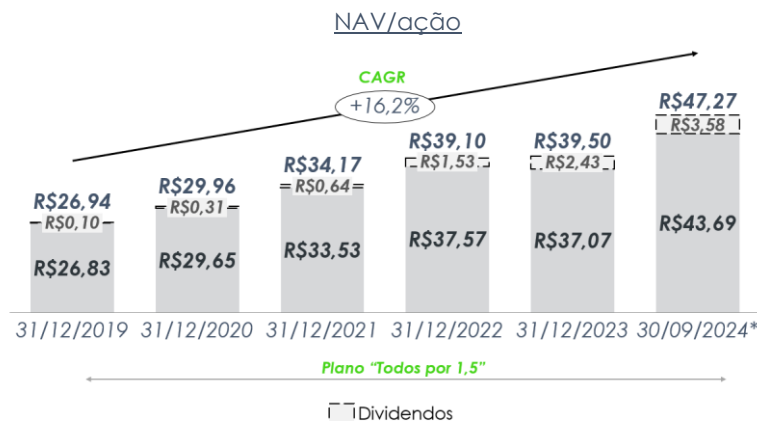 NAV/ação
CAGR
+16,2%
R$47,27
R$3,58
R$39,10
R$39,50
R$1,53
R$2,43
R$34,17
R$0,64
R$29,96
R$0,31
R$26,94
R$0,10
R$26,83
R$29,65
R$33,53
R$37,57
R$37,07
R$43,69
31/12/2019 31/12/2020 31/12/2021 31/12/2022 31/12/2023 30/09/2024*
Plano “Todos por 1,5”
Dividendos